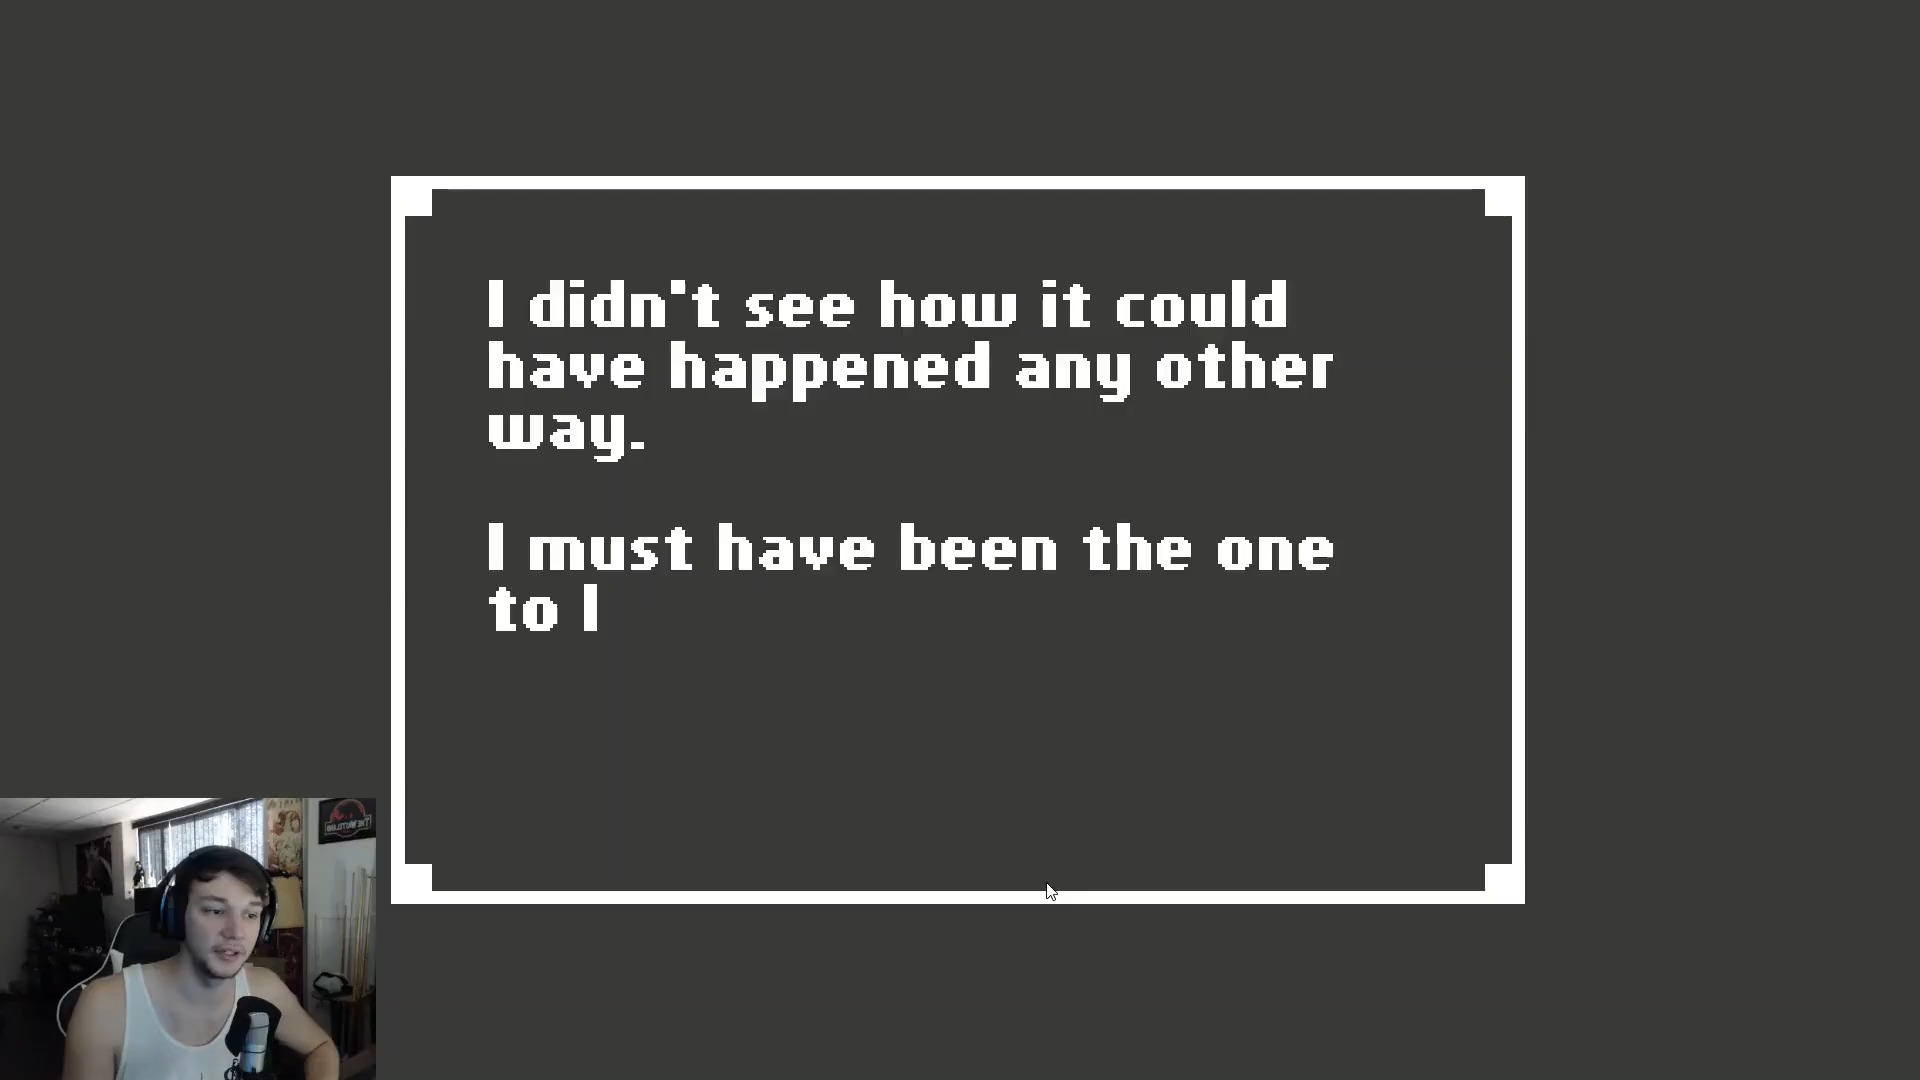 I didn't see how it could
have happened any other
way.
I must have been the one
to l